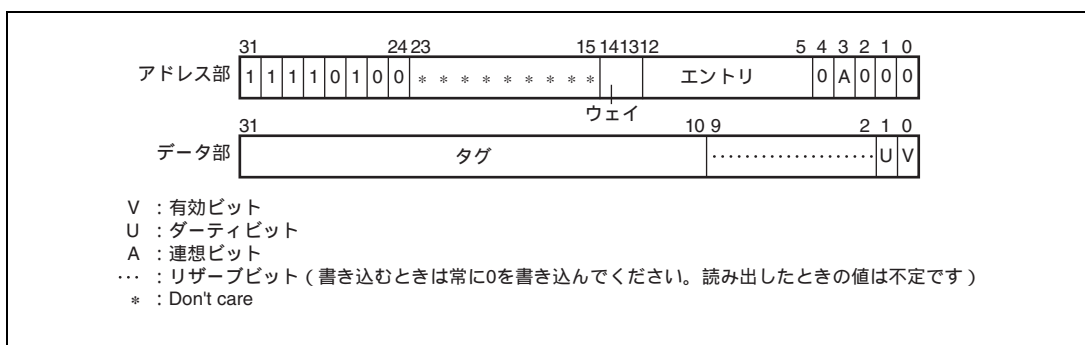 31 24 23 15 14 13 12 5 4 3 2 1 0
アドレス部 1 1 1 1 0 1 0 0 * * * * * * * * * エントリ 0 A 0 0 0
ウェイ
31 10 9 2 1 0
データ部 タグ ・・・・・・・・・・・・・・・・・・・ U V
V :有効ビット
U :ダーティビット
A :連想ビット
… :リザーブビット(書き込むときは常に0を書き込んでください。読み出したときの値は不定です)
* :Don't care